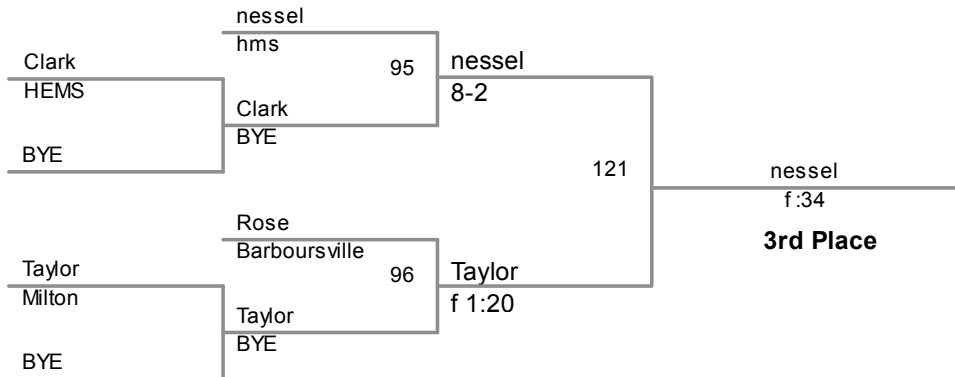 nessel
hms
Clark
HEMS
95
nessel
8-2
Clark
BYE
BYE
121
nessel
f :34
3rd Place
Rose
Barboursville
Taylor
Milton
96
Taylor
f 1:20
Taylor
BYE
BYE